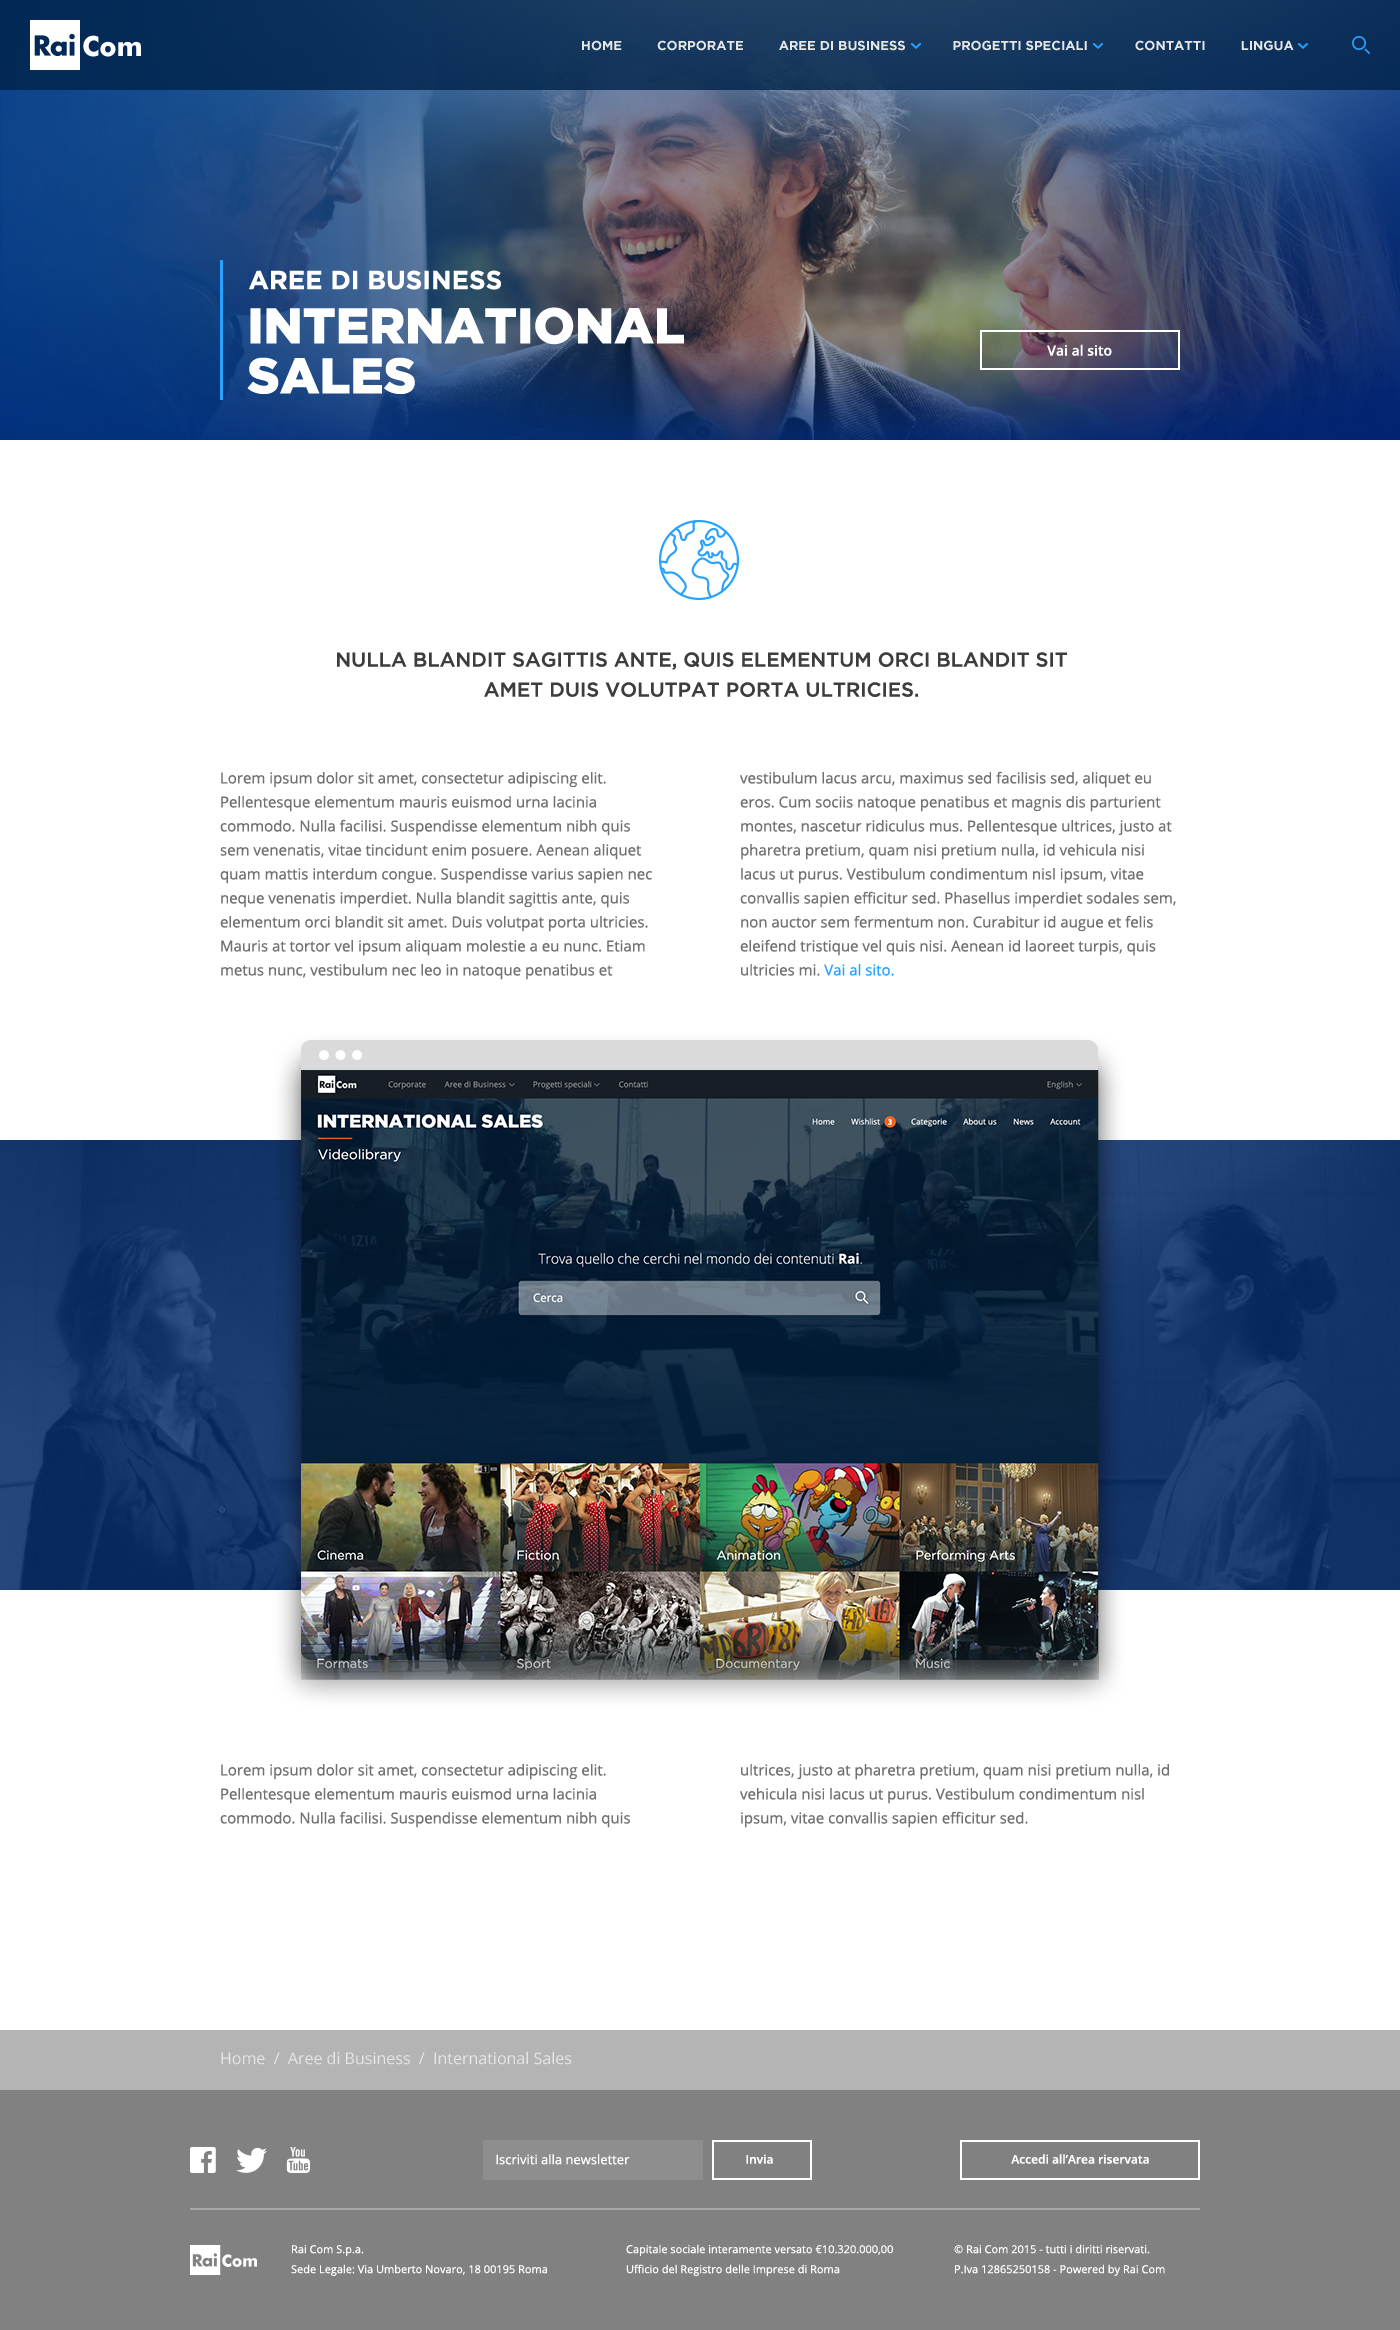 Rai Com
HOME CORPORATE AREE DI BUSINESS PROGETTI SPECIALI CONTATTI LINGUA
AREE DI BUSINESS
INTERNATIONAL
SALES
Vai al sito
NULLA BLANDIT SAGITTIS ANTE, QUIS ELEMENTUM ORCI BLANDIT SIT
AMET DUIS VOLUTPAT PORTA ULTRICIES.
Lorem ipsum dolor sit amet, consectetur adipiscing elit.
Pellentesque elementum mauris euismod urna lacinia
commodo. Nulla facilisi. Suspendisse elementum nibh quis
sem venenatis, vitae tincidunt enim posuere. Aenean aliquet
quam mattis interdum congue. Suspendisse varius sapien nec
neque venenatis imperdiet. Nulla blandit sagittis ante, quis
elementum orci blandit sit amet. Duis volutpat porta ultricies.
Mauris at tortor vel ipsum aliquam molestie a eu nunc. Etiam
metus nunc, vestibulum nec leo in natoque penatibus et
vestibulum lacus arcu, maximus sed facilisis sed, aliquet eu
eros. Cum sociis natoque penatibus et magnis dis parturient
montes, nascetur ridiculus mus. Pellentesque ultrices, justo at
pharetra pretium, quam nisi pretium nulla, id vehicula nisi
lacus ut purus. Vestibulum condimentum nisl ipsum, vitae
convallis sapien efficitur sed. Phasellus imperdiet sodales sem,
non auctor sem fermentum non. Curabitur id augue et felis
eleifend tristique vel quis nisi. Aenean id laoreet turpis, quis
ultricies mi. Vai al sito.
Rai Com Corporate Aree di Business Progetti speciali Contatti English
INTERNATIONAL SALES
Home Wishlist 3 Categorie About us News Account
Videolibrary
Trova quello che cerchi nel mondo dei contenuti Rai.
Cerca
Cinema Fiction Animation Performing Arts
Formats Sport Documentary Music
Lorem ipsum dolor sit amet, consectetur adipiscing elit.
Pellentesque elementum mauris euismod urna lacinia
commodo. Nulla facilisi. Suspendisse elementum nibh quis
ultrices, justo at pharetra pretium, quam nisi pretium nulla, id
vehicula nisi lacus ut purus. Vestibulum condimentum nisl
ipsum, vitae convallis sapien efficitur sed.
Home / Aree di Business / International Sales
You Tube
Iscriviti alla newsletter
Invia
Accedi all'Area riservata
Rai Com
Rai Com S.p.a.
Sede Legale: Via Umberto Novaro, 18 00195 Roma
Capitale sociale interamente versato €10.320.000,00
Ufficio del Registro delle Imprese di Roma
© Rai Com 2015 - tutti i diritti riservati.
P.Iva 12865250158 - Powered by Rai Com